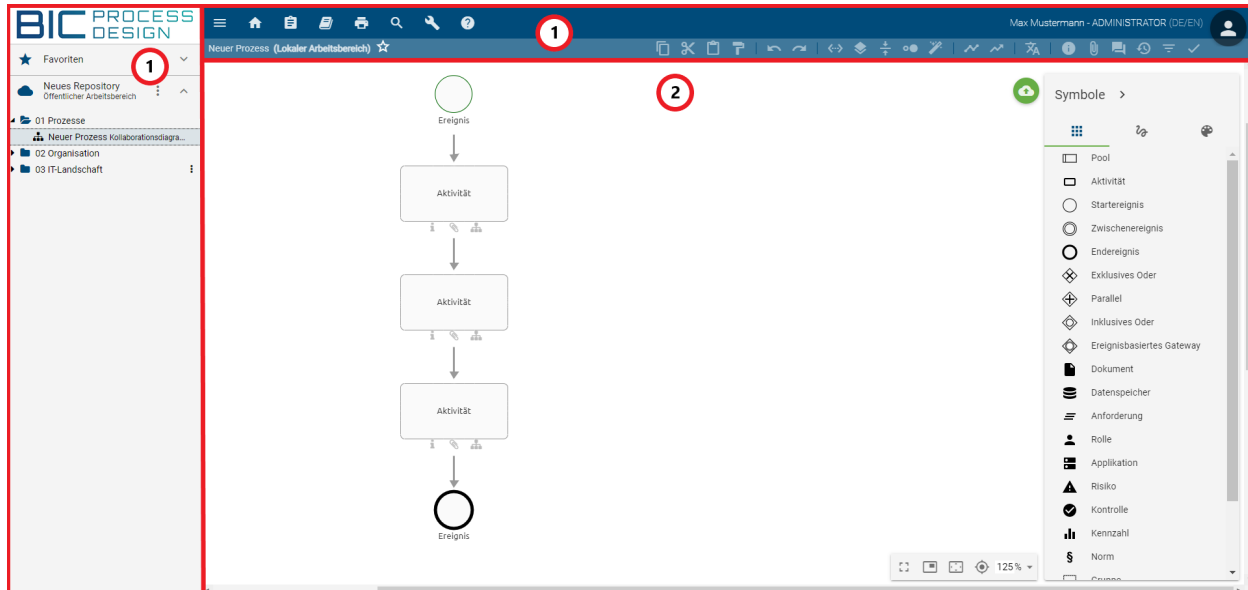 BIC PROCESS DESIGN
Favoriten
1
Neues Repository
Öffentlicher Arbeitsbereich
01 Prozesse
Neuer Prozess Kollaborationsdiagra...
02 Organisation
03 IT-Landschaft
1
Max Mustermann - ADMINISTRATOR (DE/EN)
Neuer Prozess (Lokaler Arbeitsbereich)
2
Ereignis
Aktivität
Aktivität
Aktivität
Ereignis
125 %
Symbole
Pool
Aktivität
Startereignis
Zwischenereignis
Endereignis
Exklusives Oder
Parallel
Inklusives Oder
Ereignisbasiertes Gateway
Dokument
Datenspeicher
Anforderung
Rolle
Applikation
Risiko
Kontrolle
Kennzahl
§ Norm
Gruppe